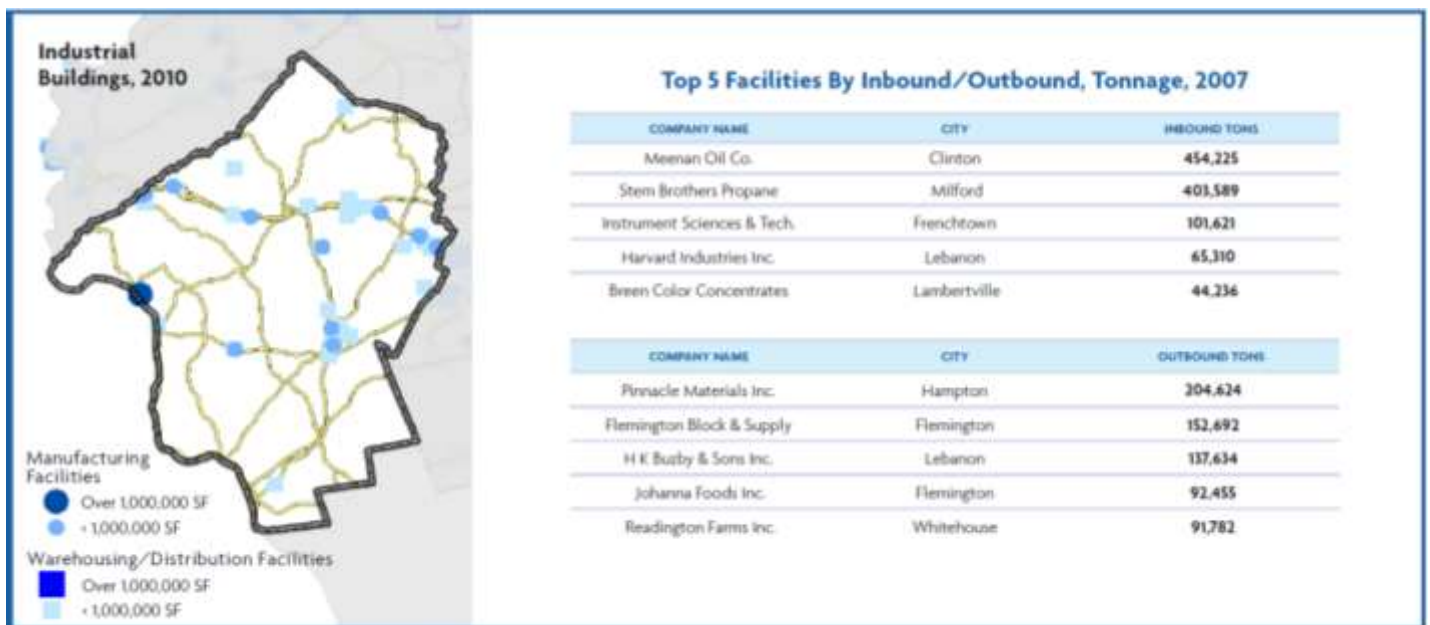 Industrial
Buildings, 2010
Top 5 Facilities By Inbound/Outbound, Tonnage, 2007
COMPANY NAME CITY INBOUND TONS
Meenan Oil Co. Clinton 454,225
Stem Brothers Propane Milford 403,589
Instrument Sciences & Tech. Frenchtown 101,621
Harvard Industries Inc. Lebanon 65,310
Breen Color Concentrates Lambertville 44,236
COMPANY NAME CITY OUTBOUND TONS
Pinnacle Materials Inc. Hampton 204,624
Flemington Block & Supply Flemington 152,692
H K Buzby & Sons Inc. Lebanon 137,634
Johanna Foods Inc. Flemington 92,455
Readington Farms Inc. Whitehouse 91,782
Manufacturing
Facilities
Over 1,000,000 SF
< 1,000,000 SF
Warehousing/Distribution Facilities
Over 1,000,000 SF
< 1,000,000 SF